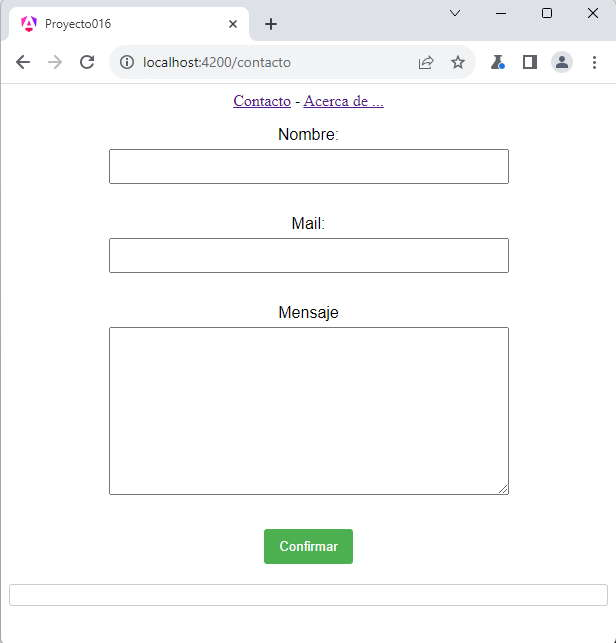 Proyecto016
localhost:4200/contacto
Contacto - Acerca de ...
Nombre:
Mail:
Mensaje
Confirmar